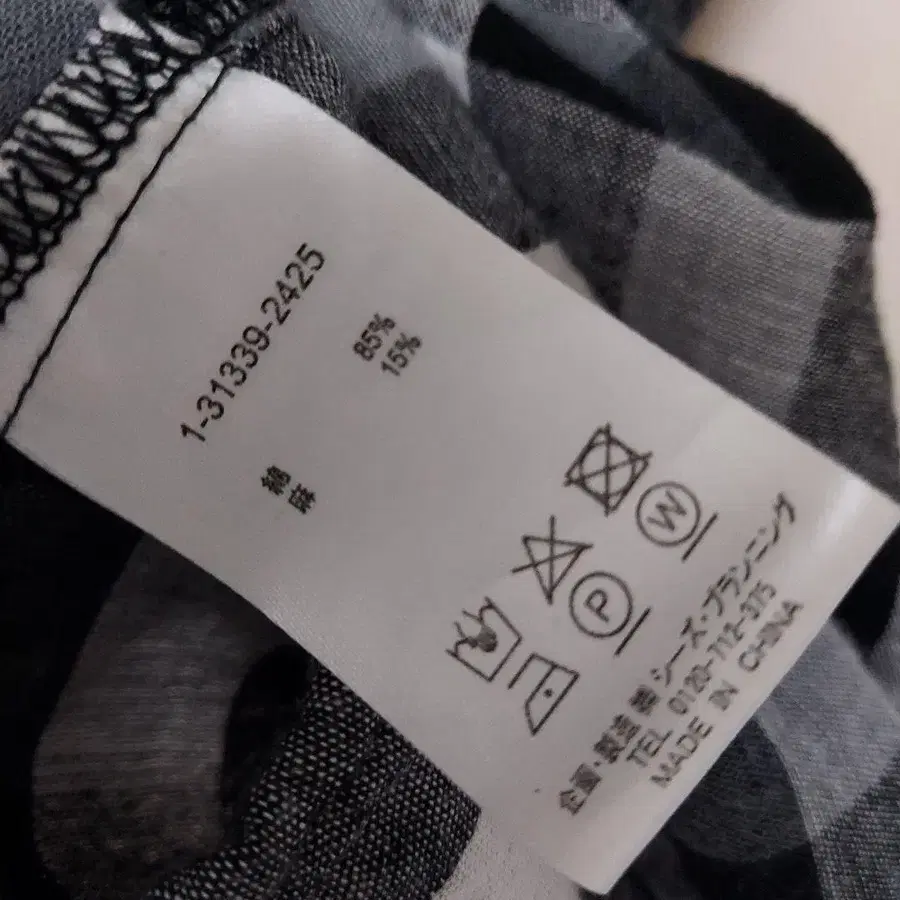 1-31339-2425
綿 85%
麻 15%
W
P
企画・製造 ㈱シーズ・プランニング
TEL 0120-712-375
MADE IN CHINA